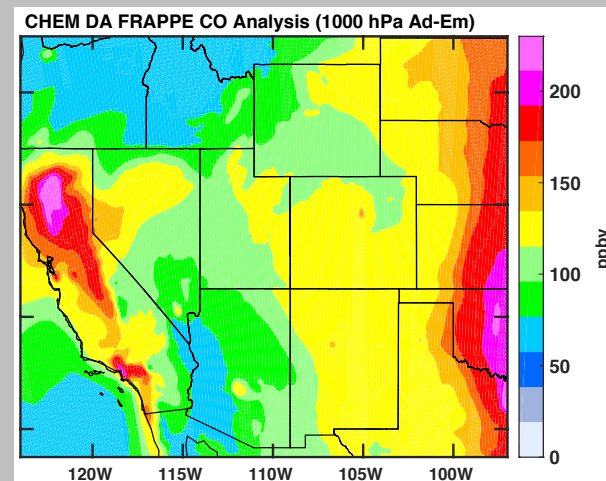 CHEM DA FRAPPE CO Analysis (1000 hPa Ad-Em)
200
150
100
50
0
ppbv
120W 115W 110W 105W 100W